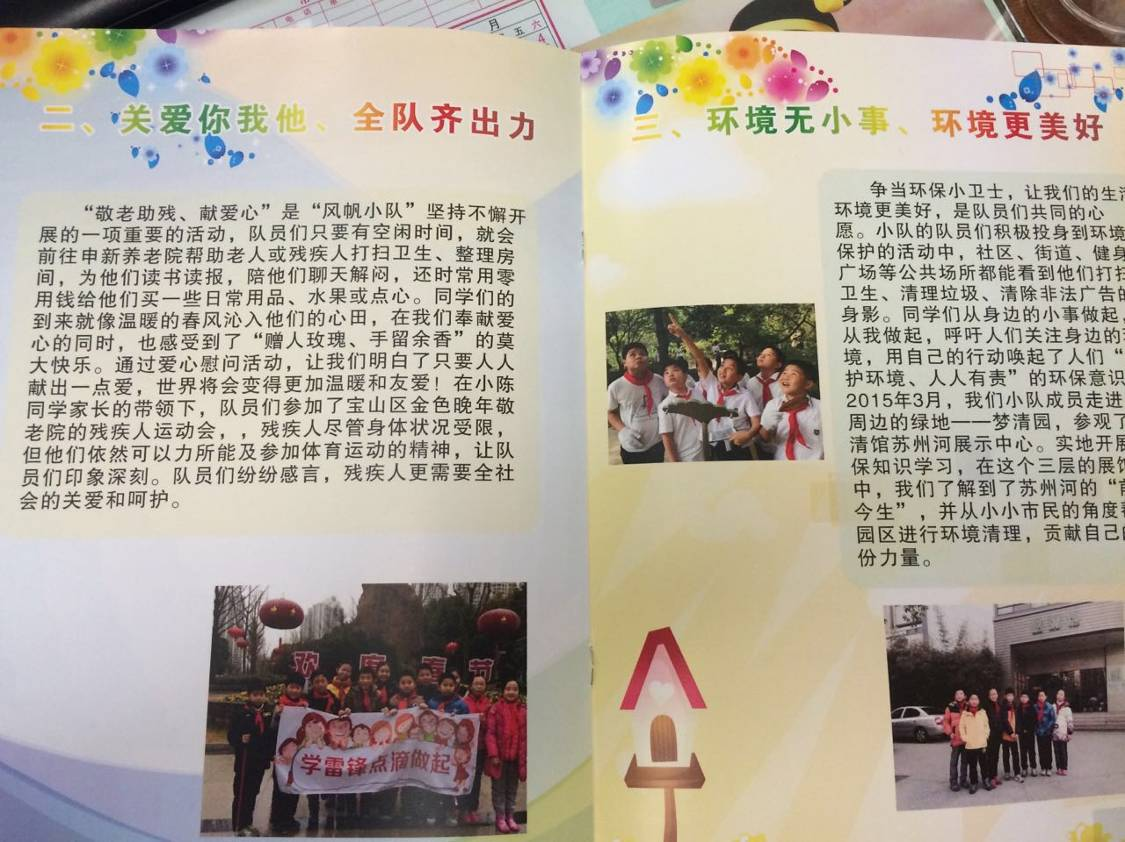 月
五 六
4
二、关爱你我他、全队齐出力
“敬老助残、献爱心”是“风帆小队”坚持不懈开
展的一项重要的活动，队员们只要有空闲时间，就会
前往申新养老院帮助老人或残疾人打扫卫生、整理房
间，为他们读书读报，陪他们聊天解闷，还时常用零
用钱给他们买一些日常用品、水果或点心。同学们的
到来就像温暖的春风沁入他们的心田，在我们奉献爱
心的同时，也感受到了“赠人玫瑰、手留余香”的莫
大快乐。通过爱心慰问活动，让我们明白了只要人人
献出一点爱，世界将会变得更加温暖和友爱！在小陈
同学家长的带领下，队员们参加了宝山区金色晚年敬
老院的残疾人运动会，，残疾人尽管身体状况受限，
但他们依然可以力所能及参加体育运动的精神，让队
员们印象深刻。队员们纷纷感言，残疾人更需要全社
会的关爱和呵护。
欢度春节
学雷锋点滴做起
三、环境无小事、环境更美好
争当环保小卫士，让我们的生活
环境更美好，是队员们共同的心
愿。小队的队员们积极投身到环境
保护的活动中，社区、街道、健身
广场等公共场所都能看到他们打扫
卫生、清理垃圾、清除非法广告的
身影。同学们从身边的小事做起，
从我做起，呼吁人们关注身边的环
境，用自己的行动唤起了人们“
护环境、人人有责”的环保意识
2015年3月，我们小队成员走进
周边的绿地——梦清园，参观了
清馆苏州河展示中心。实地开展
保知识学习，在这个三层的展馆
中，我们了解到了苏州河的“前
今生”，并从小小市民的角度
园区进行环境清理，贡献自己的
份力量。